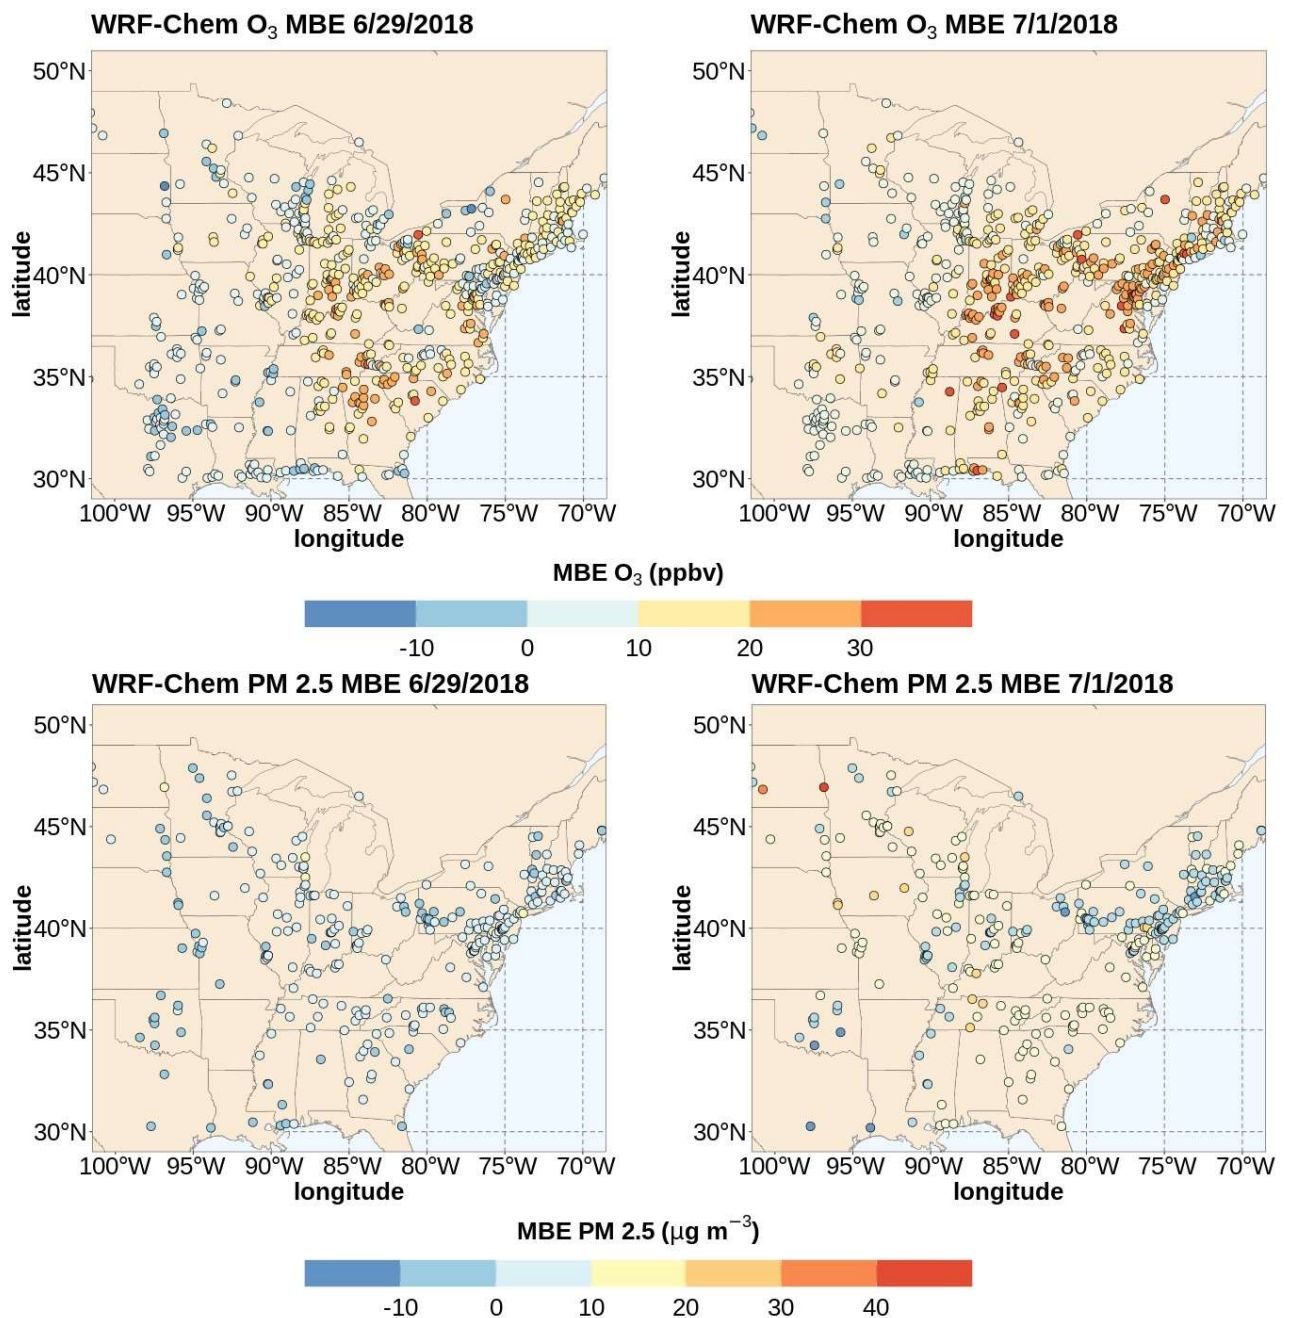 WRF-Chem O₃ MBE 6/29/2018
WRF-Chem O₃ MBE 7/1/2018
50°N
45°N
40°N
35°N
30°N
latitude
100°W 95°W 90°W 85°W 80°W 75°W 70°W
longitude
50°N
45°N
40°N
35°N
30°N
latitude
100°W 95°W 90°W 85°W 80°W 75°W 70°W
longitude
MBE O₃ (ppbv)
-10 0 10 20 30
WRF-Chem PM 2.5 MBE 6/29/2018
WRF-Chem PM 2.5 MBE 7/1/2018
50°N
45°N
40°N
35°N
30°N
latitude
100°W 95°W 90°W 85°W 80°W 75°W 70°W
longitude
50°N
45°N
40°N
35°N
30°N
latitude
100°W 95°W 90°W 85°W 80°W 75°W 70°W
longitude
MBE PM 2.5 (μg m⁻³)
-10 0 10 20 30 40